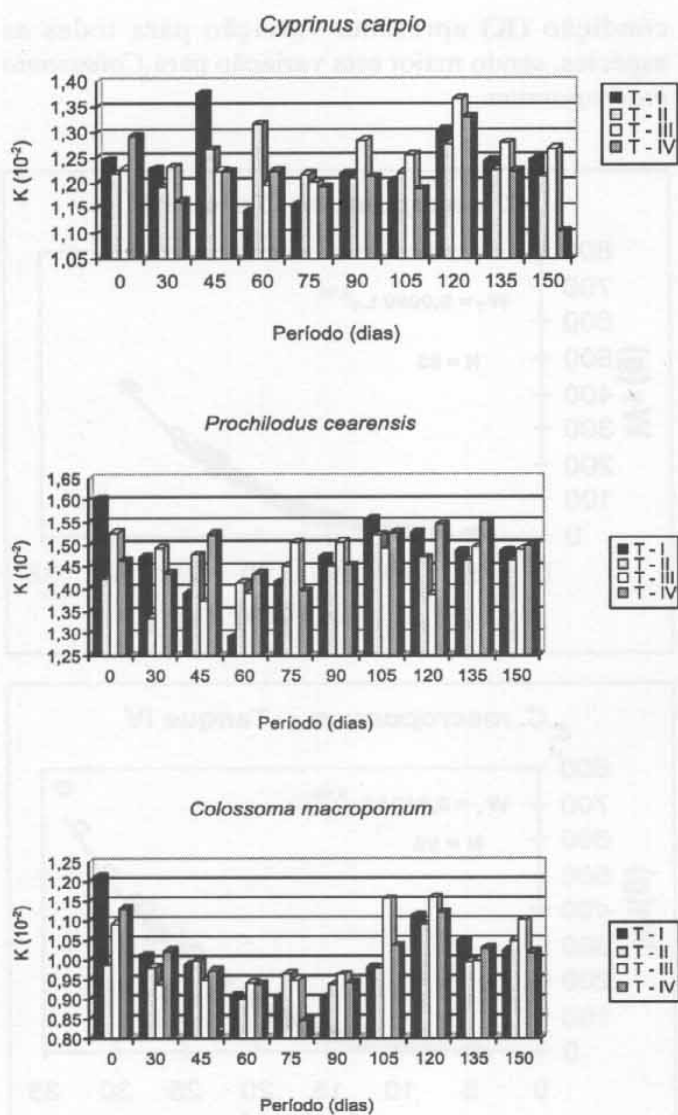 Cyprinus carpio
K (10⁻²)
1,40
1,35
1,30
1,25
1,20
1,15
1,10
1,05
0 30 45 60 75 90 105 120 135 150
Período (dias)
T - I
T - II
T - III
T - IV
Prochilodus cearensis
K (10⁻²)
1,65
1,60
1,55
1,50
1,45
1,40
1,35
1,30
1,25
0 30 45 60 75 90 105 120 135 150
Período (dias)
T - I
T - II
T - III
T - IV
Colossoma macropomum
K (10⁻²)
1,25
1,20
1,15
1,10
1,05
1,00
0,95
0,90
0,85
0,80
0 30 45 60 75 90 105 120 135 150
Período (dias)
T - I
T - II
T - III
T - IV